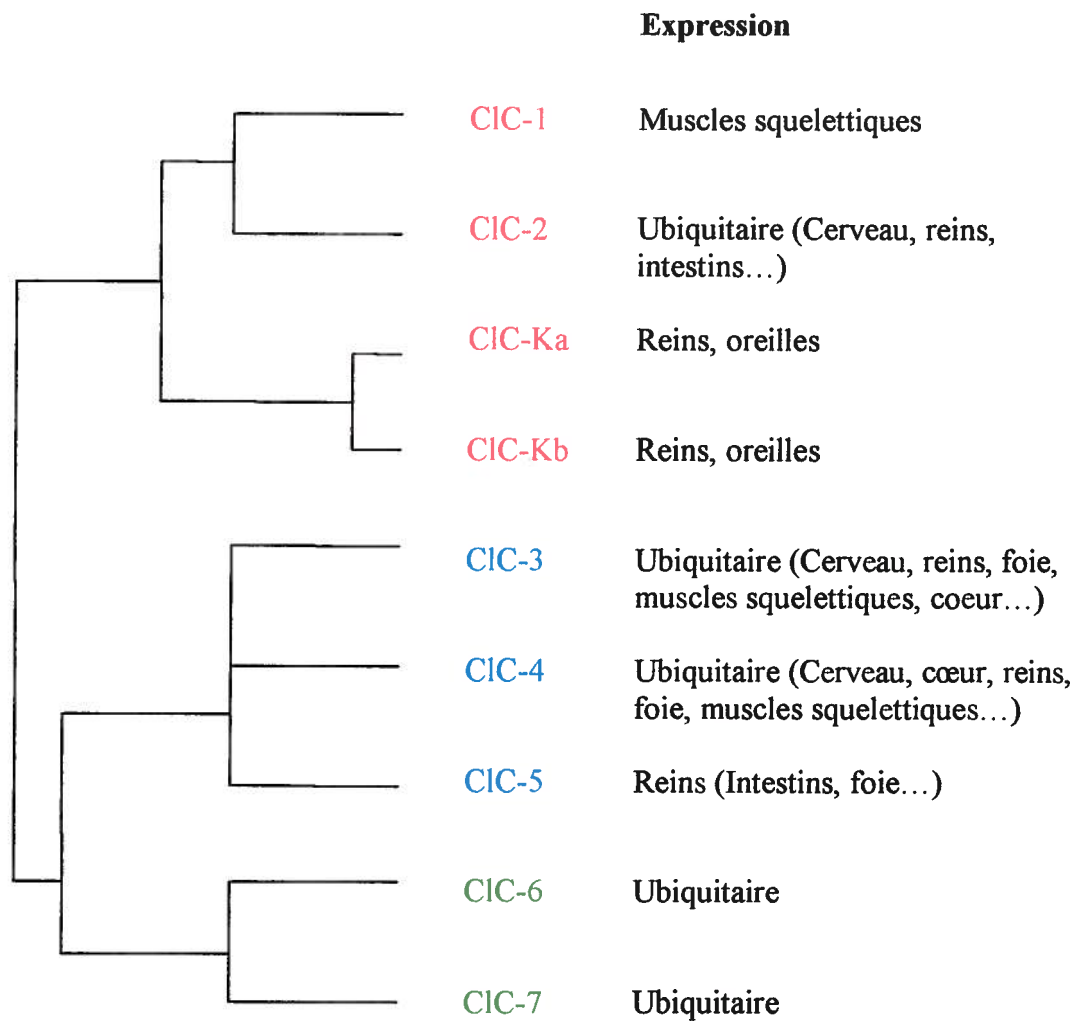 Expression
ClC-1 Muscles squelettiques
ClC-2 Ubiquitaire (Cerveau, reins,
intestins…)
ClC-Ka Reins, oreilles
ClC-Kb Reins, oreilles
ClC-3 Ubiquitaire (Cerveau, reins, foie,
muscles squelettiques, coeur…)
ClC-4 Ubiquitaire (Cerveau, cœur, reins,
foie, muscles squelettiques…)
ClC-5 Reins (Intestins, foie…)
ClC-6 Ubiquitaire
ClC-7 Ubiquitaire